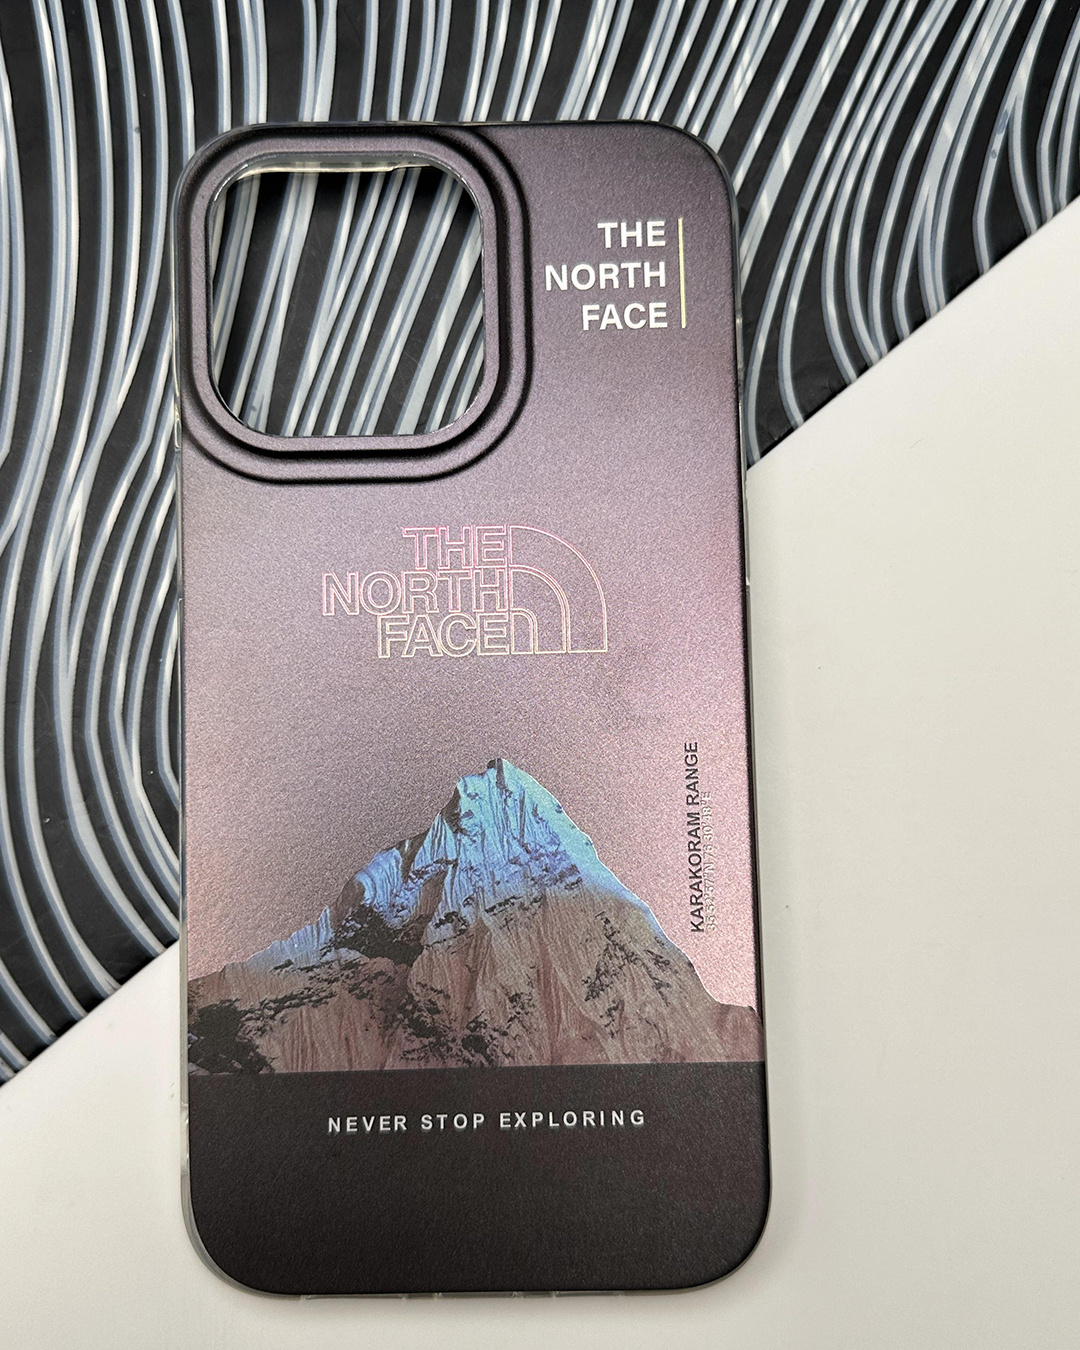 THE
NORTH
FACE
THE
NORTH
FACE
KARAKORAM RANGE
NEVER STOP EXPLORING